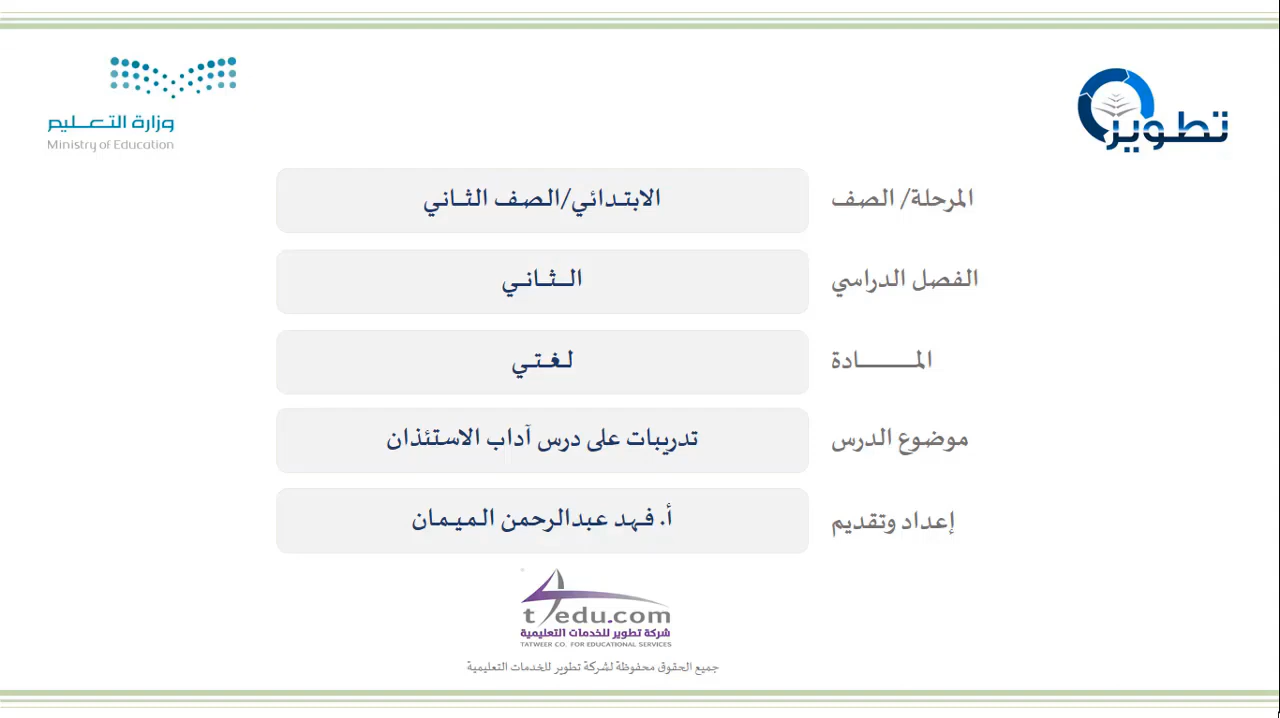 تطوير
وزارة التعليم
Ministry of Education
المرحلة/ الصف الابتدائي/الصف الثاني
الفصل الدراسي الثاني
المادة لغتي
موضوع الدرس تدريبات على درس آداب الاستئذان
إعداد وتقديم أ. فهد عبدالرحمن الميمان
t4edu.com
شركة تطوير للخدمات التعليمية
TATWEER CO. FOR EDUCATIONAL SERVICES
جميع الحقوق محفوظة لشركة تطوير للخدمات التعليمية